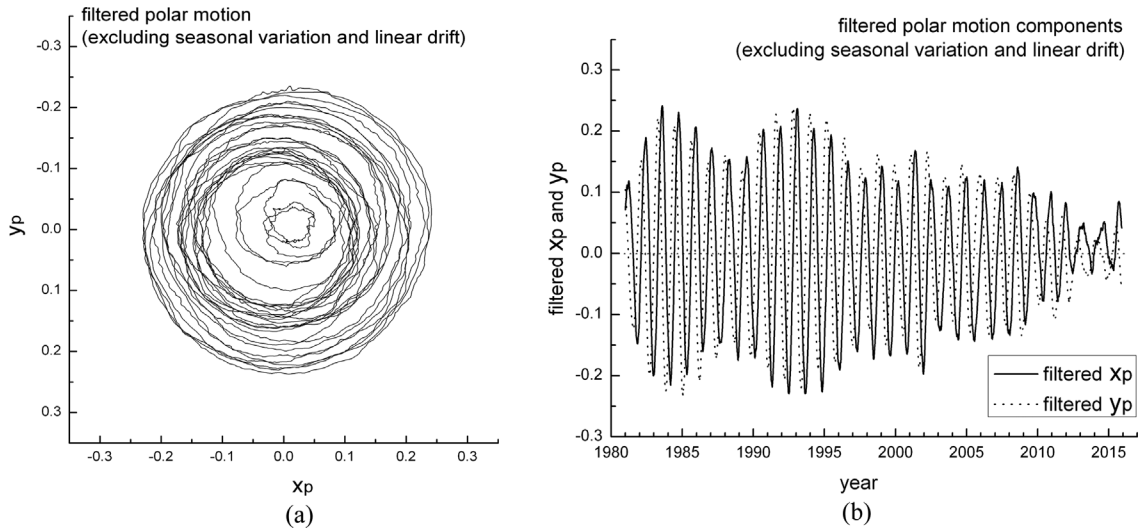 filtered polar motion
(excluding seasonal variation and linear drift)
-0.3
-0.2
-0.1
0.0
0.1
0.2
0.3
yp
-0.3 -0.2 -0.1 0.0 0.1 0.2 0.3
xp
(a)
filtered polar motion components
(excluding seasonal variation and linear drift)
0.3
0.2
0.1
0.0
-0.1
-0.2
-0.3
filtered xp and yp
filtered xp
filtered yp
1980 1985 1990 1995 2000 2005 2010 2015
year
(b)